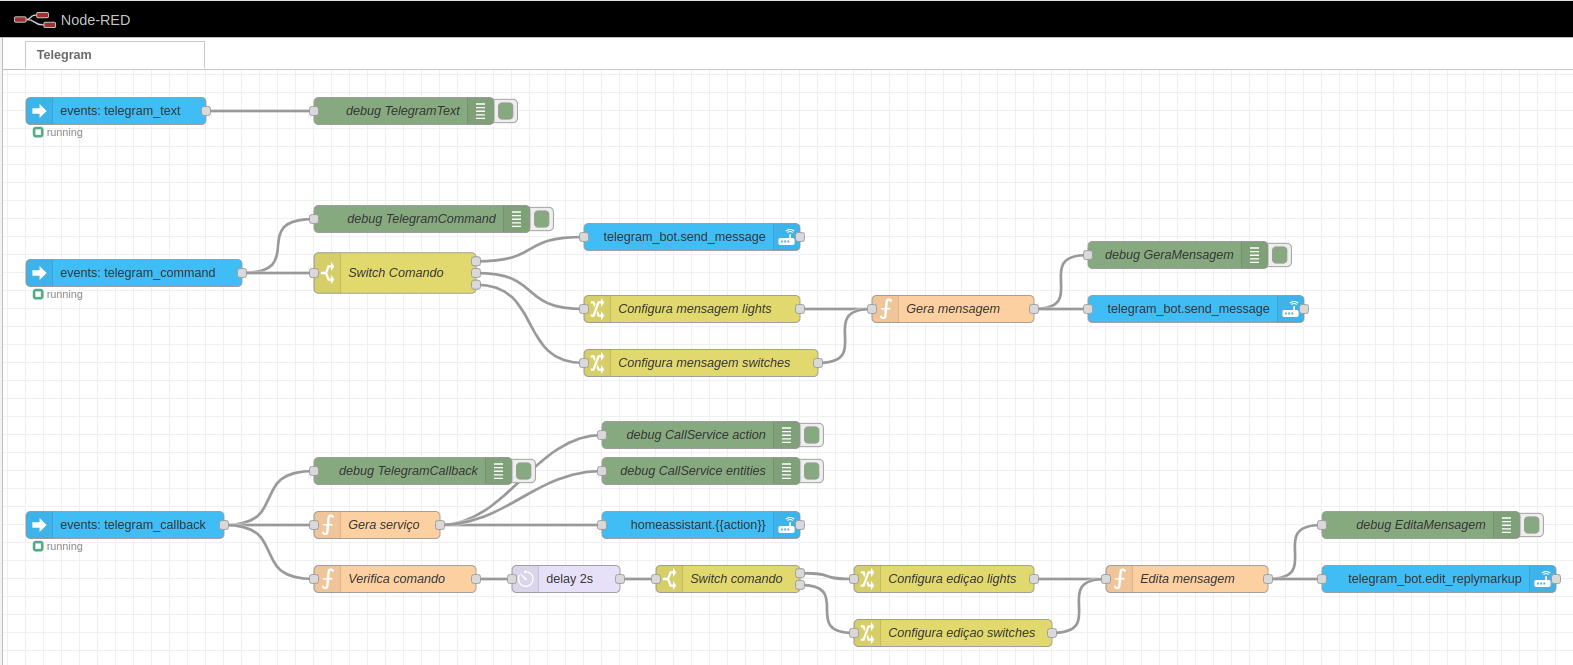 Node-RED
Telegram
events: telegram_text
debug TelegramText
running
debug TelegramCommand
telegram_bot.send_message
events: telegram_command
Switch Comando
debug GeraMensagem
running
Configura mensagem lights
Gera mensagem
telegram_bot.send_message
Configura mensagem switches
debug CallService action
debug TelegramCallback
debug CallService entities
events: telegram_callback
Gera serviço
homeassistant.{{action}}
debug EditaMensagem
running
Verifica comando
delay 2s
Switch comando
Configura ediçao lights
Edita mensagem
telegram_bot.edit_replymarkup
Configura ediçao switches